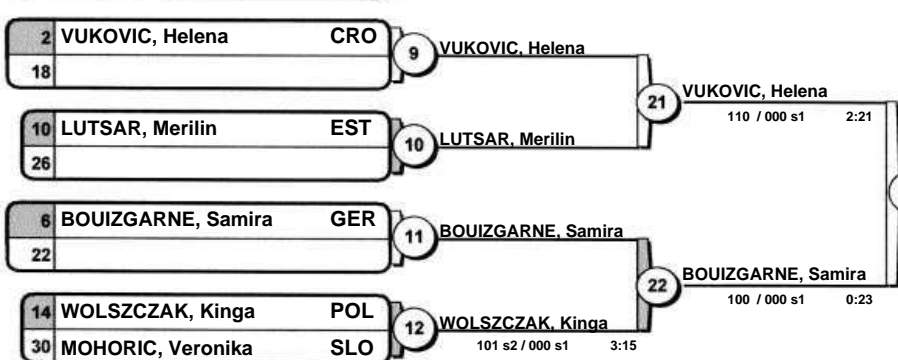 2 VUKOVIC, Helena CRO
18
9
VUKOVIC, Helena
10 LUTSAR, Merilin EST
26
10
LUTSAR, Merilin
21
VUKOVIC, Helena
110 / 000 s1 2:21
6 BOUIZGARNE, Samira GER
22
11
BOUIZGARNE, Samira
14 WOLSZCZAK, Kinga POL
30 MOHORIC, Veronika SLO
12
WOLSZCZAK, Kinga
101 s2 / 000 s1 3:15
22
BOUIZGARNE, Samira
100 / 000 s1 0:23